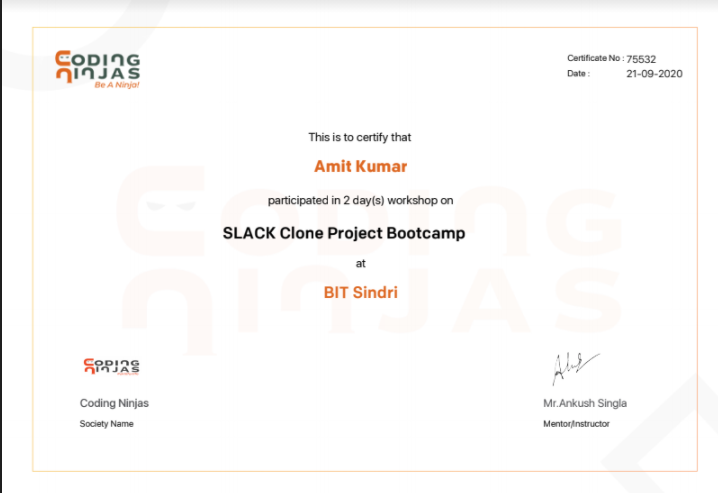 CODING
NINJAS
Be A Ninja!
Certificate No : 75532
Date : 21-09-2020
This is to certify that
Amit Kumar
participated in 2 day(s) workshop on
SLACK Clone Project Bootcamp
at
BIT Sindri
CODING
NINJAS
CODING
NINJAS
Coding Ninjas
Society Name
Mr.Ankush Singla
Mentor/Instructor